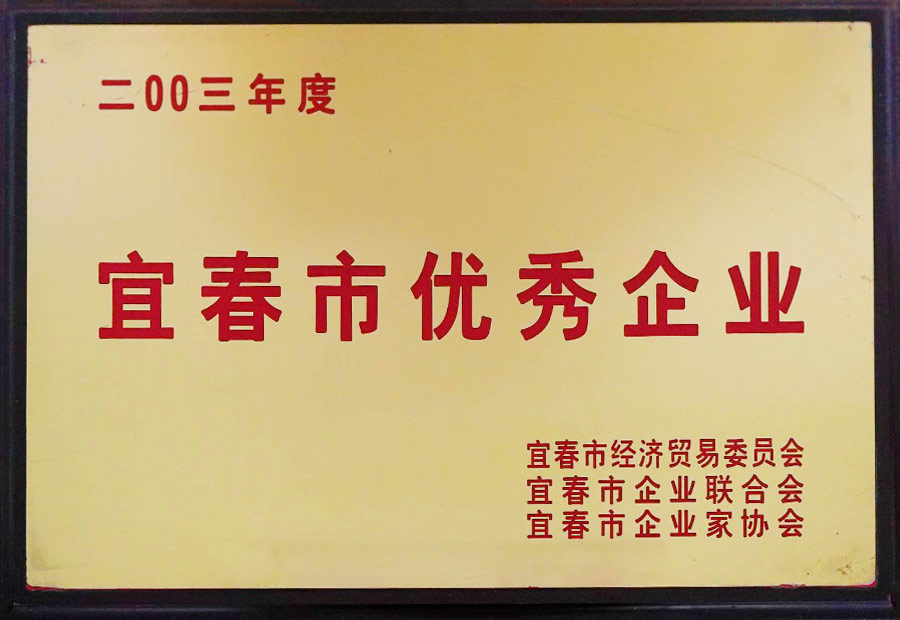 二00三年度
宜春市优秀企业
宜春市经济贸易委员会
宜春市企业联合会
宜春市企业家协会